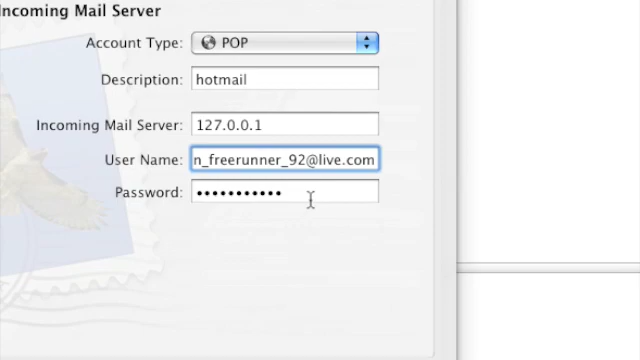 Incoming Mail Server
Account Type: POP
Description: hotmail
Incoming Mail Server: 127.0.0.1
User Name: n_freerunner_92@live.com
Password: •••••••••••